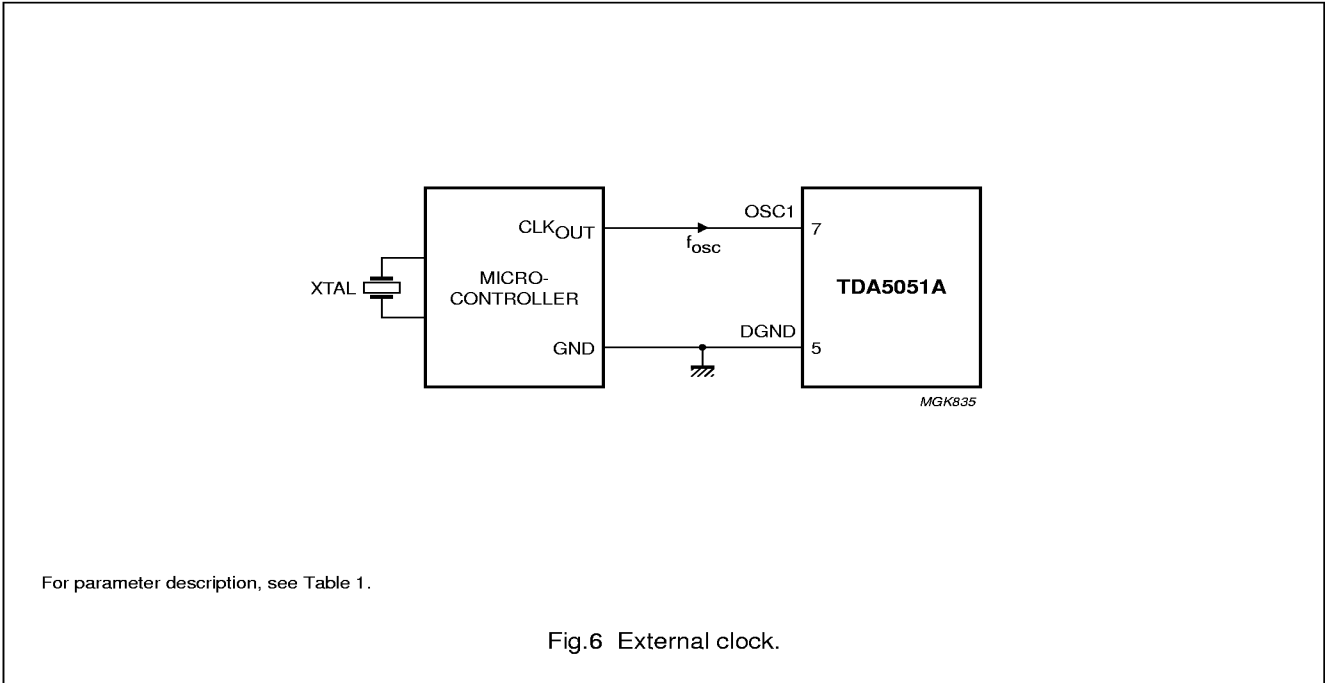 OSC1
CLKOUT
7
fosc
XTAL
MICRO-
CONTROLLER
TDA5051A
DGND
GND
5
MGK835
For parameter description, see Table 1.
Fig.6 External clock.